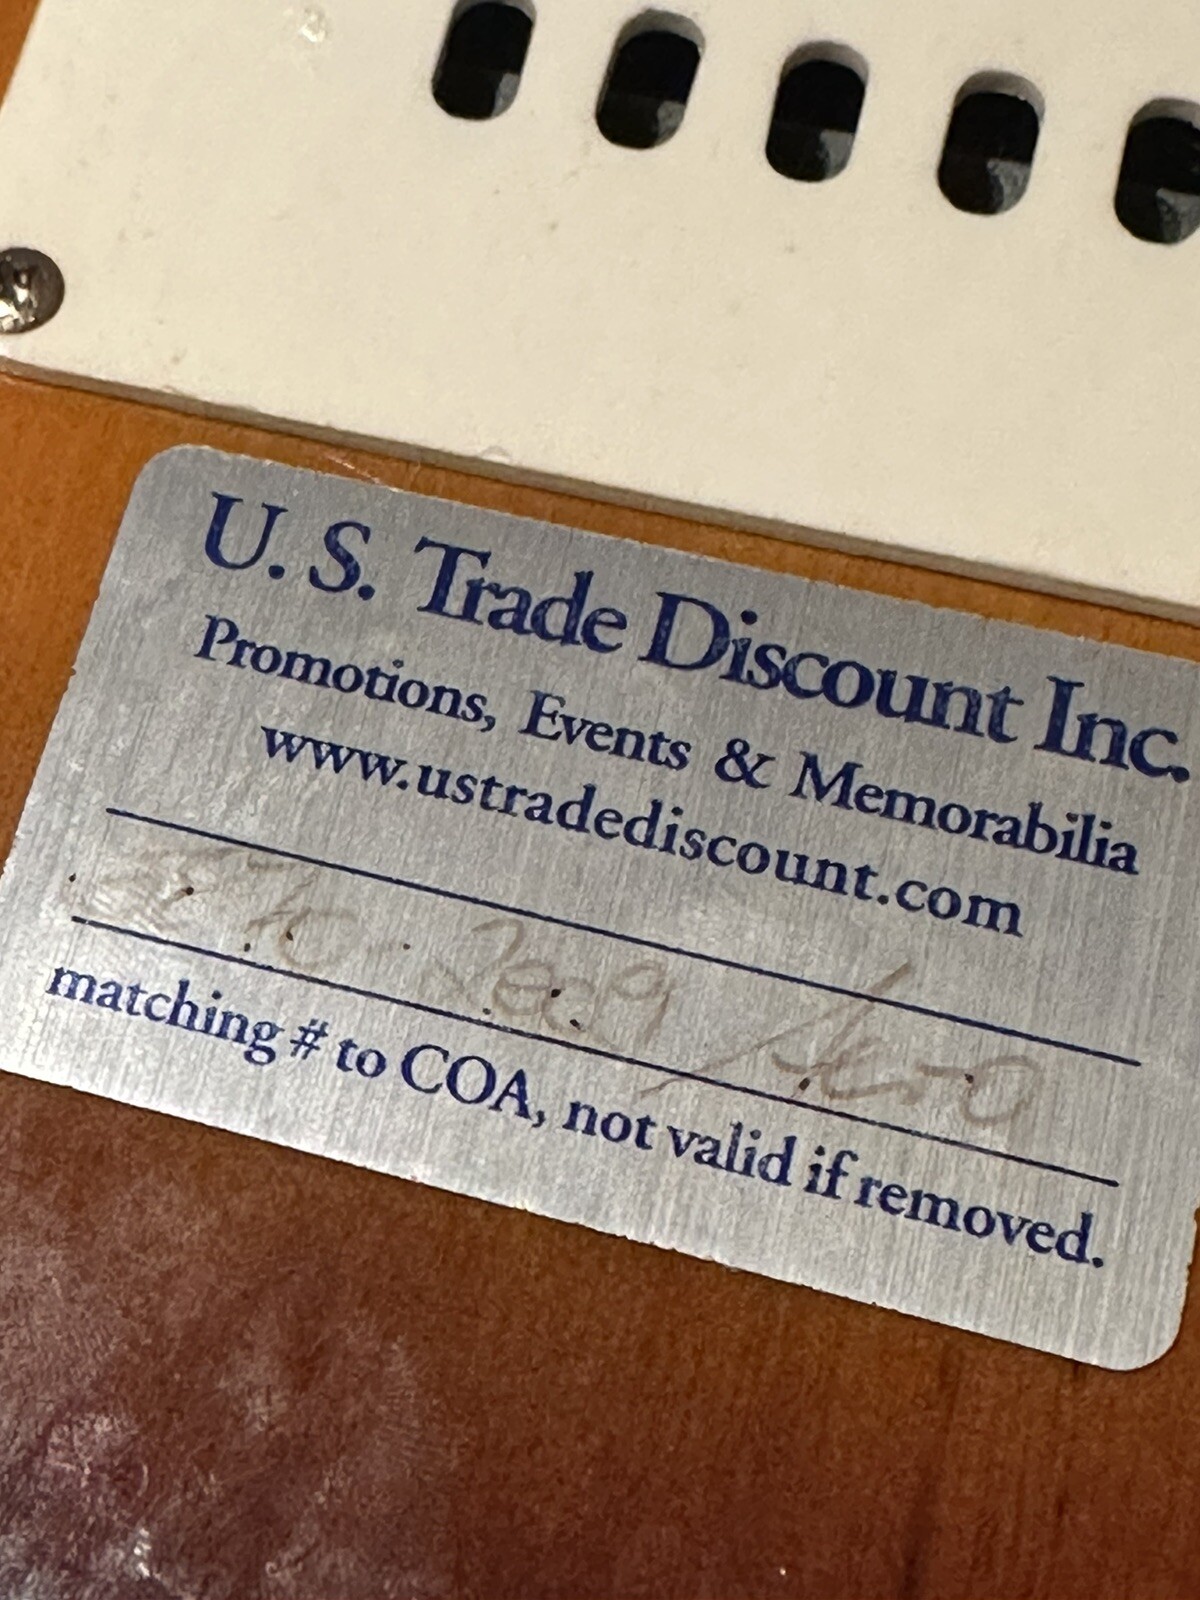 U. S. Trade Discount Inc.
Promotions, Events & Memorabilia
www.ustradediscount.com
matching # to COA, not valid if removed.